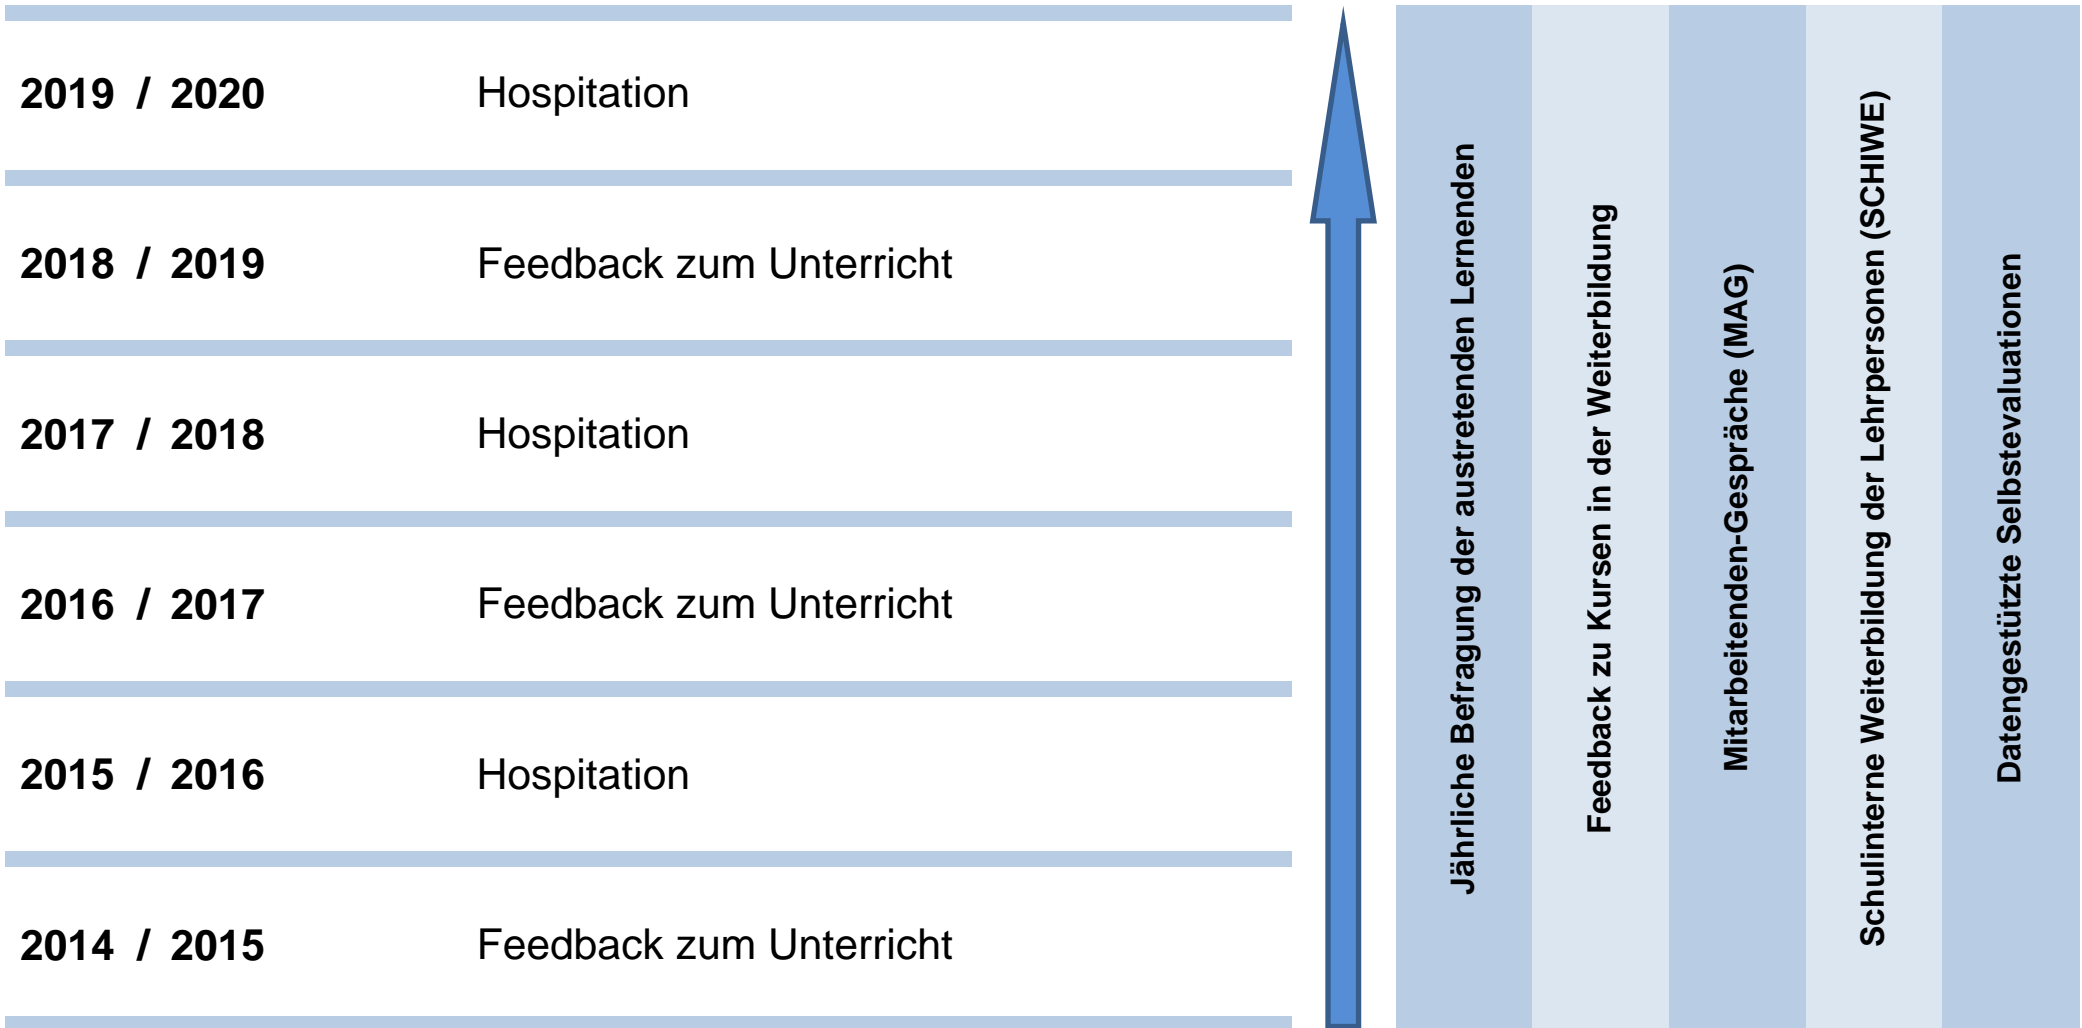 2019 / 2020 Hospitation
2018 / 2019 Feedback zum Unterricht
2017 / 2018 Hospitation
2016 / 2017 Feedback zum Unterricht
2015 / 2016 Hospitation
2014 / 2015 Feedback zum Unterricht
Jährliche Befragung der austretenden Lernenden
Feedback zu Kursen in der Weiterbildung
Mitarbeitenden-Gespräche (MAG)
Schulinterne Weiterbildung der Lehrpersonen (SCHIWE)
Datengestützte Selbstevaluationen